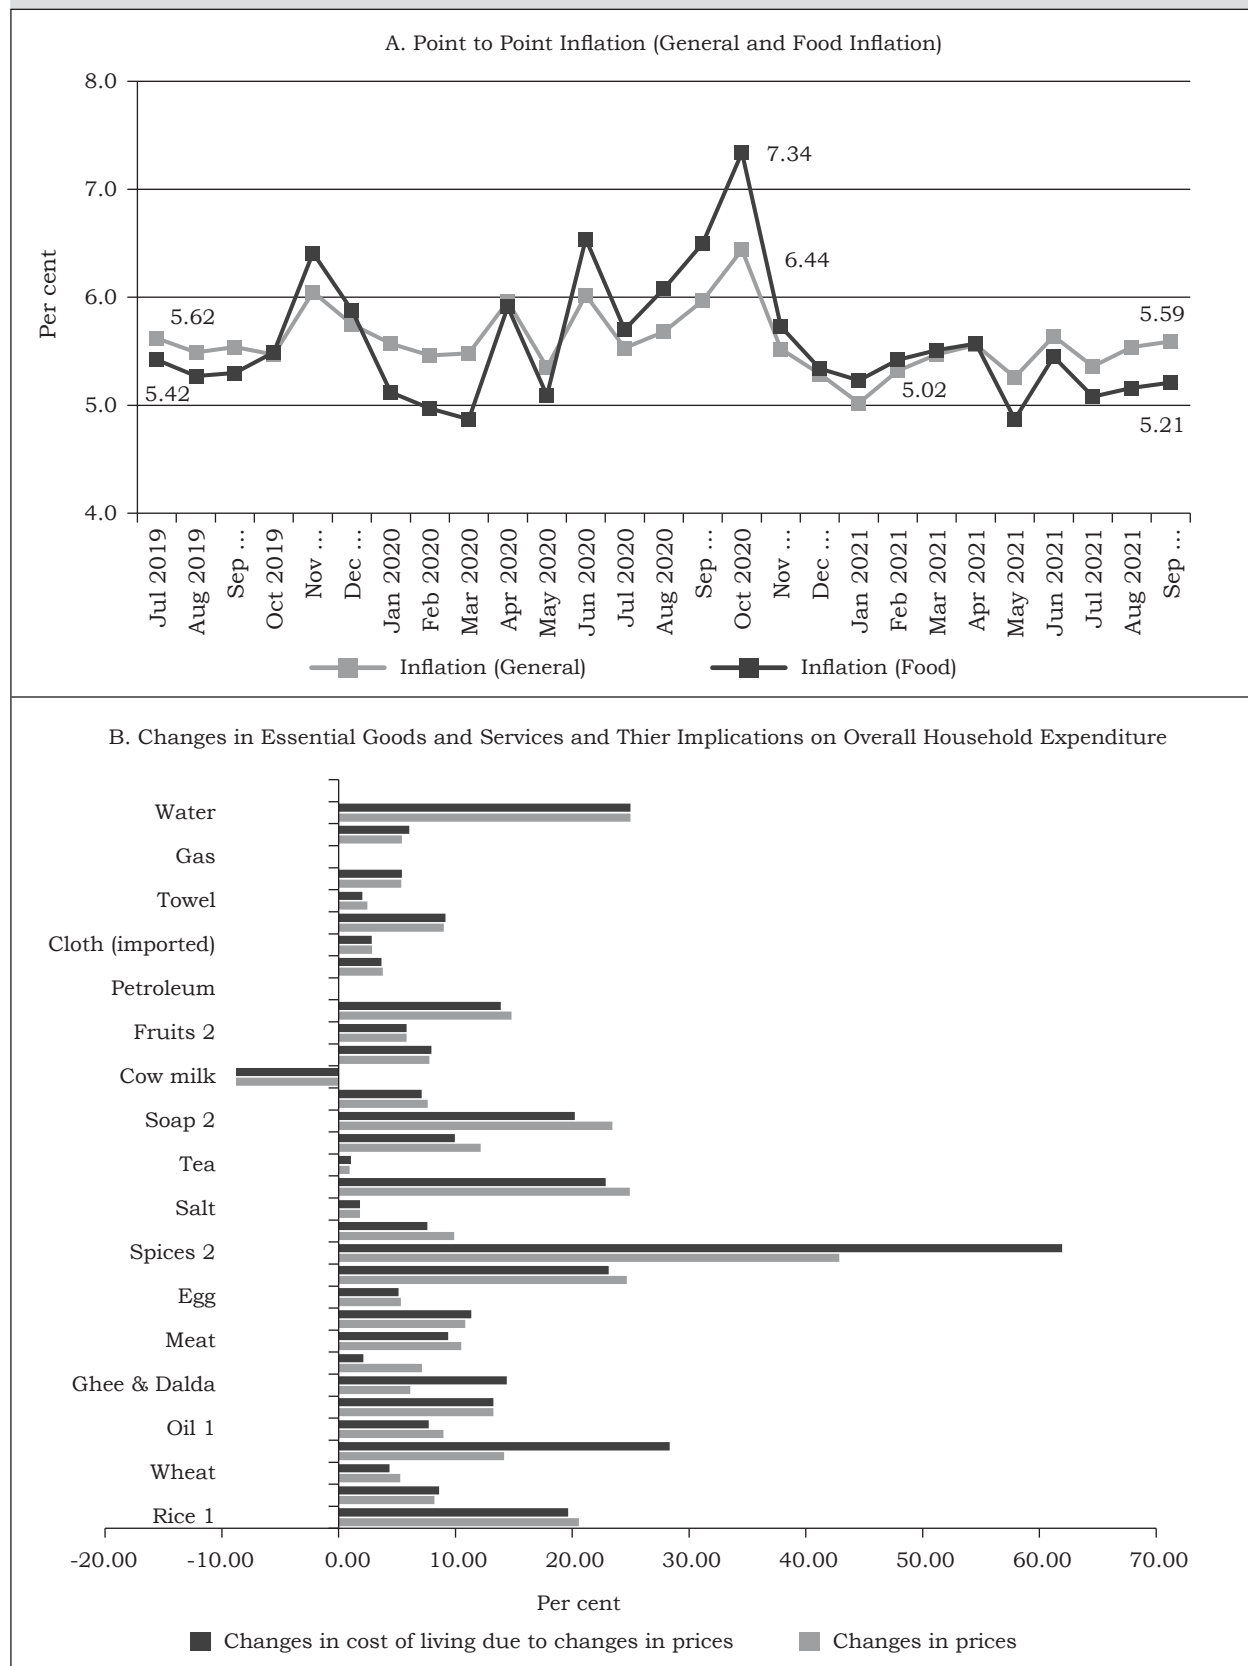 A. Point to Point Inflation (General and Food Inflation)
Per cent
8.0
7.0
6.0
5.0
4.0
5.62
5.42
7.34
6.44
5.02
5.59
5.21
Jul 2019
Aug 2019
Sep ...
Oct 2019
Nov ...
Dec ...
Jan 2020
Feb 2020
Mar 2020
Apr 2020
May 2020
Jun 2020
Jul 2020
Aug 2020
Sep ...
Oct 2020
Nov ...
Dec ...
Jan 2021
Feb 2021
Mar 2021
Apr 2021
May 2021
Jun 2021
Jul 2021
Aug 2021
Sep ...
Inflation (General)
Inflation (Food)
B. Changes in Essential Goods and Services and Thier Implications on Overall Household Expenditure
Water
Gas
Towel
Cloth (imported)
Petroleum
Fruits 2
Cow milk
Soap 2
Tea
Salt
Spices 2
Egg
Meat
Ghee & Dalda
Oil 1
Wheat
Rice 1
-20.00 -10.00 0.00 10.00 20.00 30.00 40.00 50.00 60.00 70.00
Per cent
Changes in cost of living due to changes in prices
Changes in prices